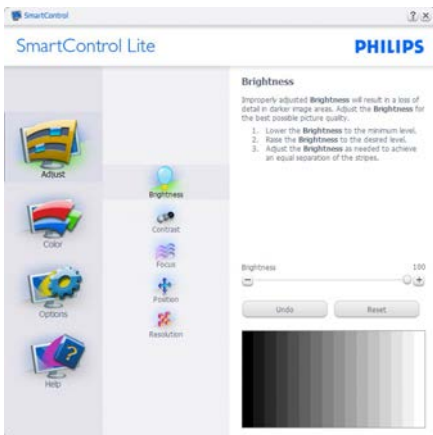 SmartControl
SmartControl Lite
PHILIPS
Adjust
Color
Options
Help
Brightness
Contrast
Focus
Position
Resolution
Brightness
Improperly adjusted Brightness will result in a loss of
detail in darker image areas. Adjust the Brightness for
the best possible picture quality.
1. Lower the Brightness to the minimum level.
2. Raise the Brightness to the desired level.
3. Adjust the Brightness as needed to achieve
an equal separation of the stripes.
Brightness 100
Undo Reset